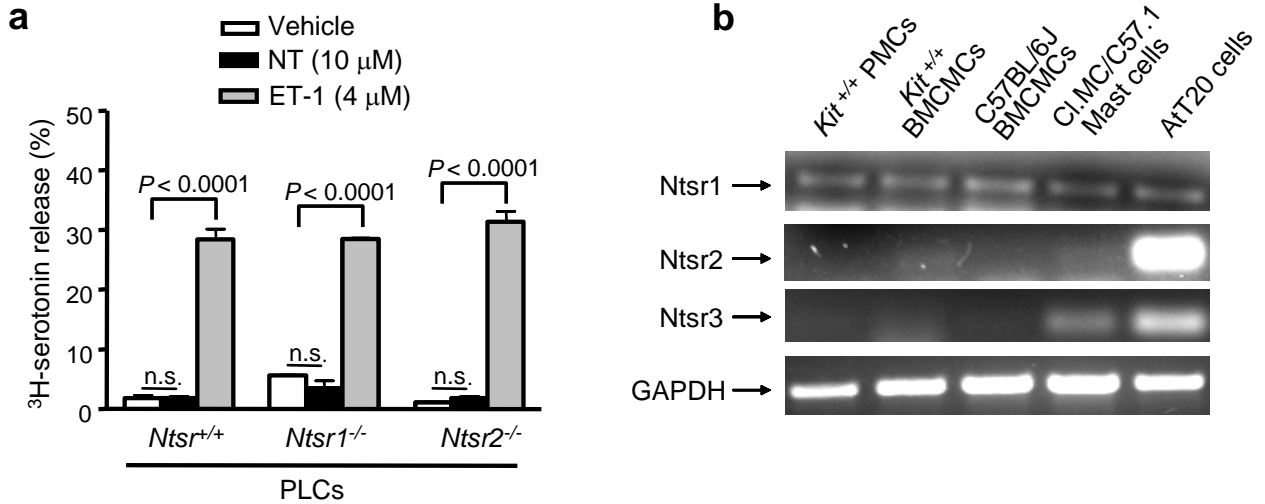 a
Vehicle
NT (10 μM)
ET-1 (4 μM)
³H-serotonin release (%)
50
40
30
20
10
0
P < 0.0001
P < 0.0001
P < 0.0001
n.s.
n.s.
n.s.
Ntsr+/+
Ntsr1-/-
Ntsr2-/-
PLCs
b
Kit +/+ PMCs
Kit +/+
BMCMCs
C57BL/6J
BMCMCs
Cl.MC/C57.1
Mast cells
AtT20 cells
Ntsr1
Ntsr2
Ntsr3
GAPDH